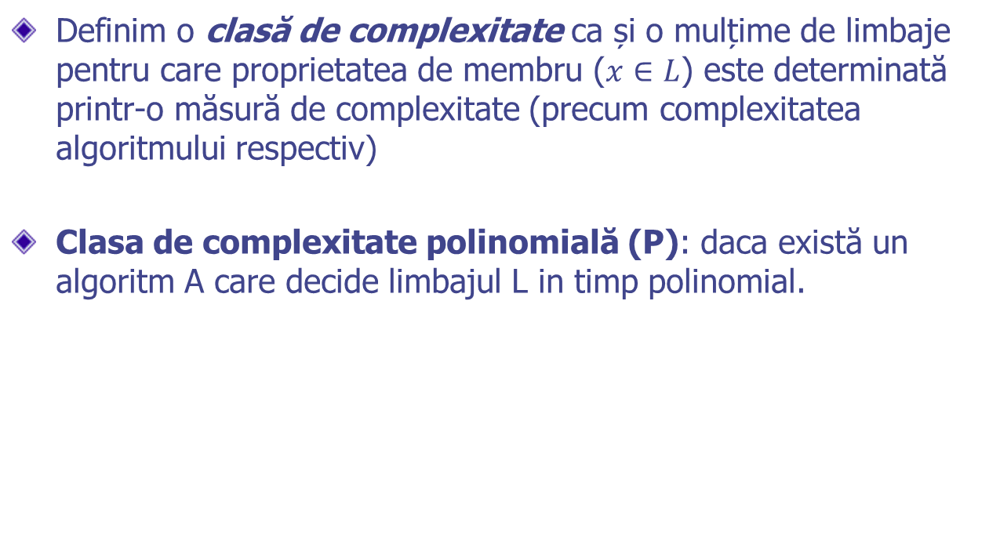 Definim o clasă de complexitate ca și o mulțime de limbaje
pentru care proprietatea de membru (𝑥 ∈ 𝐿) este determinată
printr-o măsură de complexitate (precum complexitatea
algoritmului respectiv)
Clasa de complexitate polinomială (P): daca există un
algoritm A care decide limbajul L in timp polinomial.